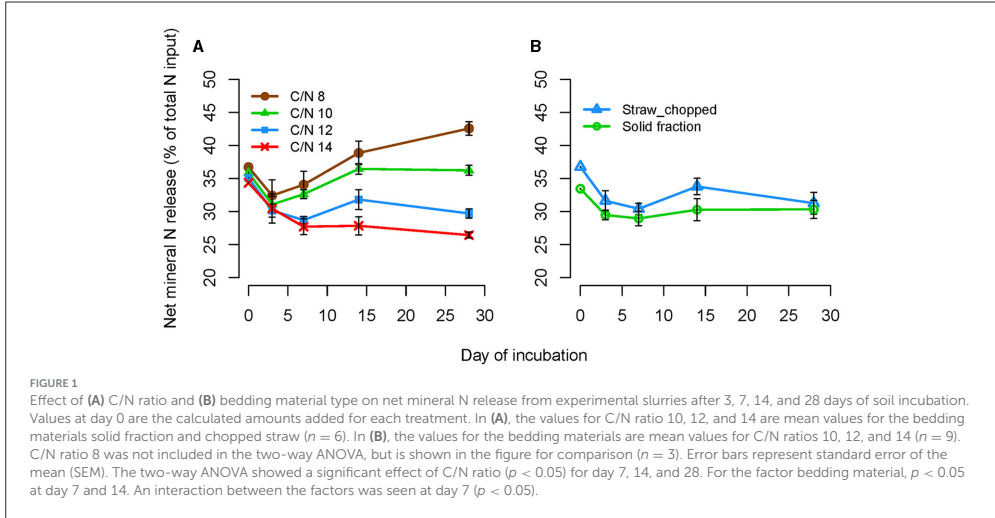 A
B
Net mineral N release (% of total N input)
50
45
40
35
30
25
20
C/N 8
C/N 10
C/N 12
C/N 14
0 5 10 15 20 25 30
50
45
40
35
30
25
20
Straw_chopped
Solid fraction
0 5 10 15 20 25 30
Day of incubation
FIGURE 1
Effect of (A) C/N ratio and (B) bedding material type on net mineral N release from experimental slurries after 3, 7, 14, and 28 days of soil incubation.
Values at day 0 are the calculated amounts added for each treatment. In (A), the values for C/N ratio 10, 12, and 14 are mean values for the bedding
materials solid fraction and chopped straw (n = 6). In (B), the values for the bedding materials are mean values for C/N ratios 10, 12, and 14 (n = 9).
C/N ratio 8 was not included in the two-way ANOVA, but is shown in the figure for comparison (n = 3). Error bars represent standard error of the
mean (SEM). The two-way ANOVA showed a significant effect of C/N ratio (p < 0.05) for day 7, 14, and 28. For the factor bedding material, p < 0.05
at day 7 and 14. An interaction between the factors was seen at day 7 (p < 0.05).